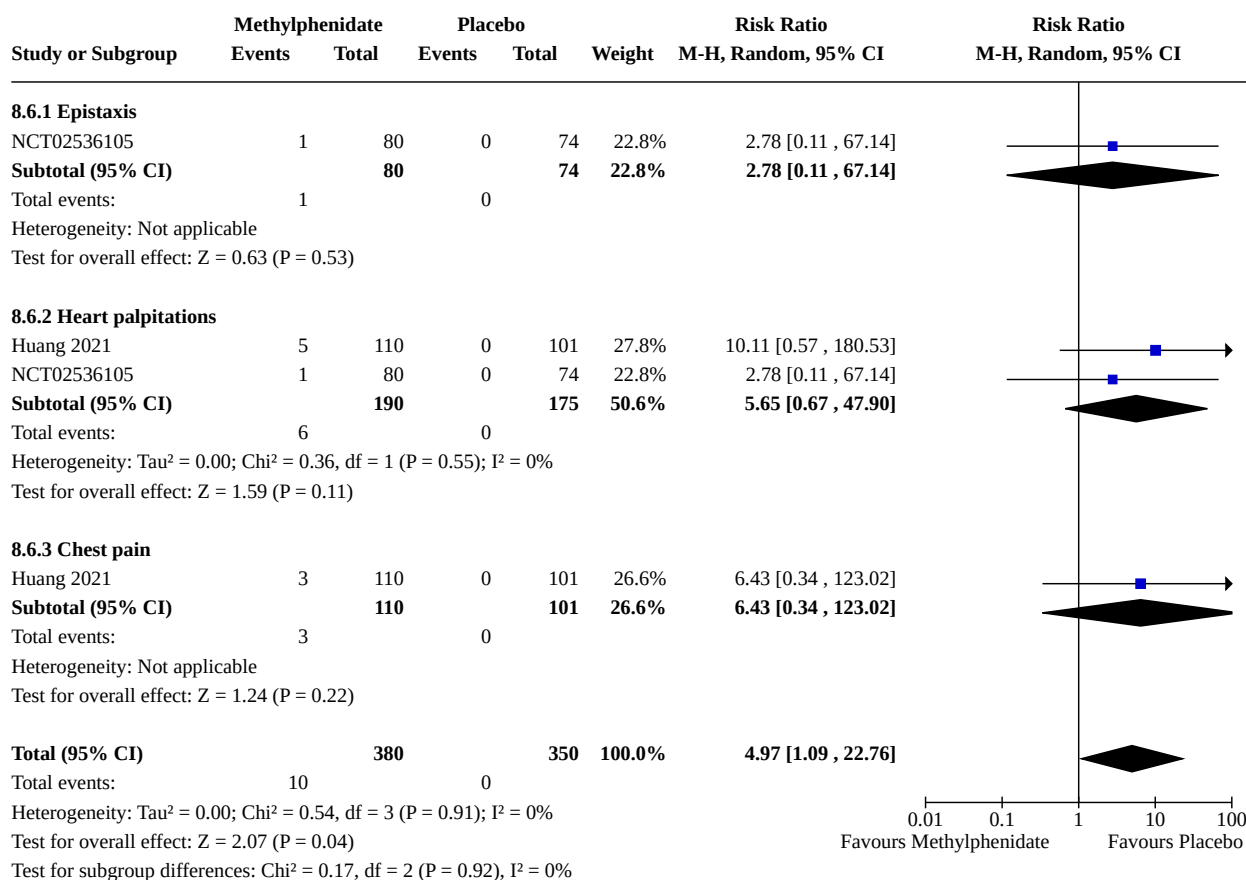 Methylphenidate Placebo Risk Ratio Risk Ratio
Study or Subgroup Events Total Events Total Weight M-H, Random, 95% CI M-H, Random, 95% CI
8.6.1 Epistaxis
NCT02536105 1 80 0 74 22.8% 2.78 [0.11 , 67.14]
Subtotal (95% CI) 80 74 22.8% 2.78 [0.11 , 67.14]
Total events: 1 0
Heterogeneity: Not applicable
Test for overall effect: Z = 0.63 (P = 0.53)
8.6.2 Heart palpitations
Huang 2021 5 110 0 101 27.8% 10.11 [0.57 , 180.53]
NCT02536105 1 80 0 74 22.8% 2.78 [0.11 , 67.14]
Subtotal (95% CI) 190 175 50.6% 5.65 [0.67 , 47.90]
Total events: 6 0
Heterogeneity: Tau² = 0.00; Chi² = 0.36, df = 1 (P = 0.55); I² = 0%
Test for overall effect: Z = 1.59 (P = 0.11)
8.6.3 Chest pain
Huang 2021 3 110 0 101 26.6% 6.43 [0.34 , 123.02]
Subtotal (95% CI) 110 101 26.6% 6.43 [0.34 , 123.02]
Total events: 3 0
Heterogeneity: Not applicable
Test for overall effect: Z = 1.24 (P = 0.22)
Total (95% CI) 380 350 100.0% 4.97 [1.09 , 22.76]
Total events: 10 0
Heterogeneity: Tau² = 0.00; Chi² = 0.54, df = 3 (P = 0.91); I² = 0%
0.01 0.1 1 10 100
Test for overall effect: Z = 2.07 (P = 0.04)
Favours Methylphenidate Favours Placebo
Test for subgroup differences: Chi² = 0.17, df = 2 (P = 0.92), I² = 0%